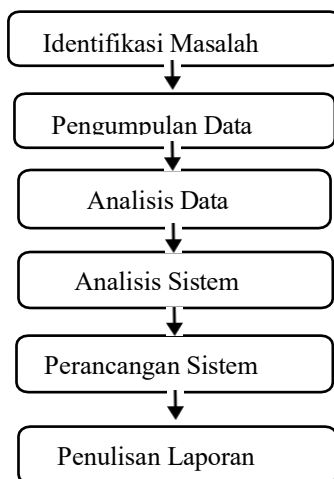 Identifikasi Masalah
Pengumpulan Data
Analisis Data
Analisis Sistem
Perancangan Sistem
Penulisan Laporan